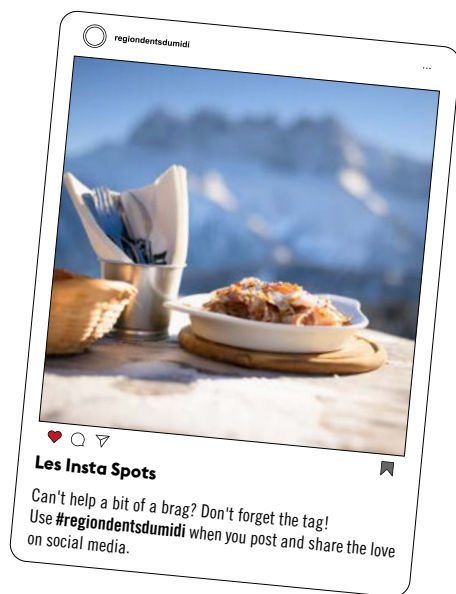 regiondentsdumidi
...
Les Insta Spots
Can't help a bit of a brag? Don't forget the tag!
Use #regiondentsdumidi when you post and share the love
on social media.